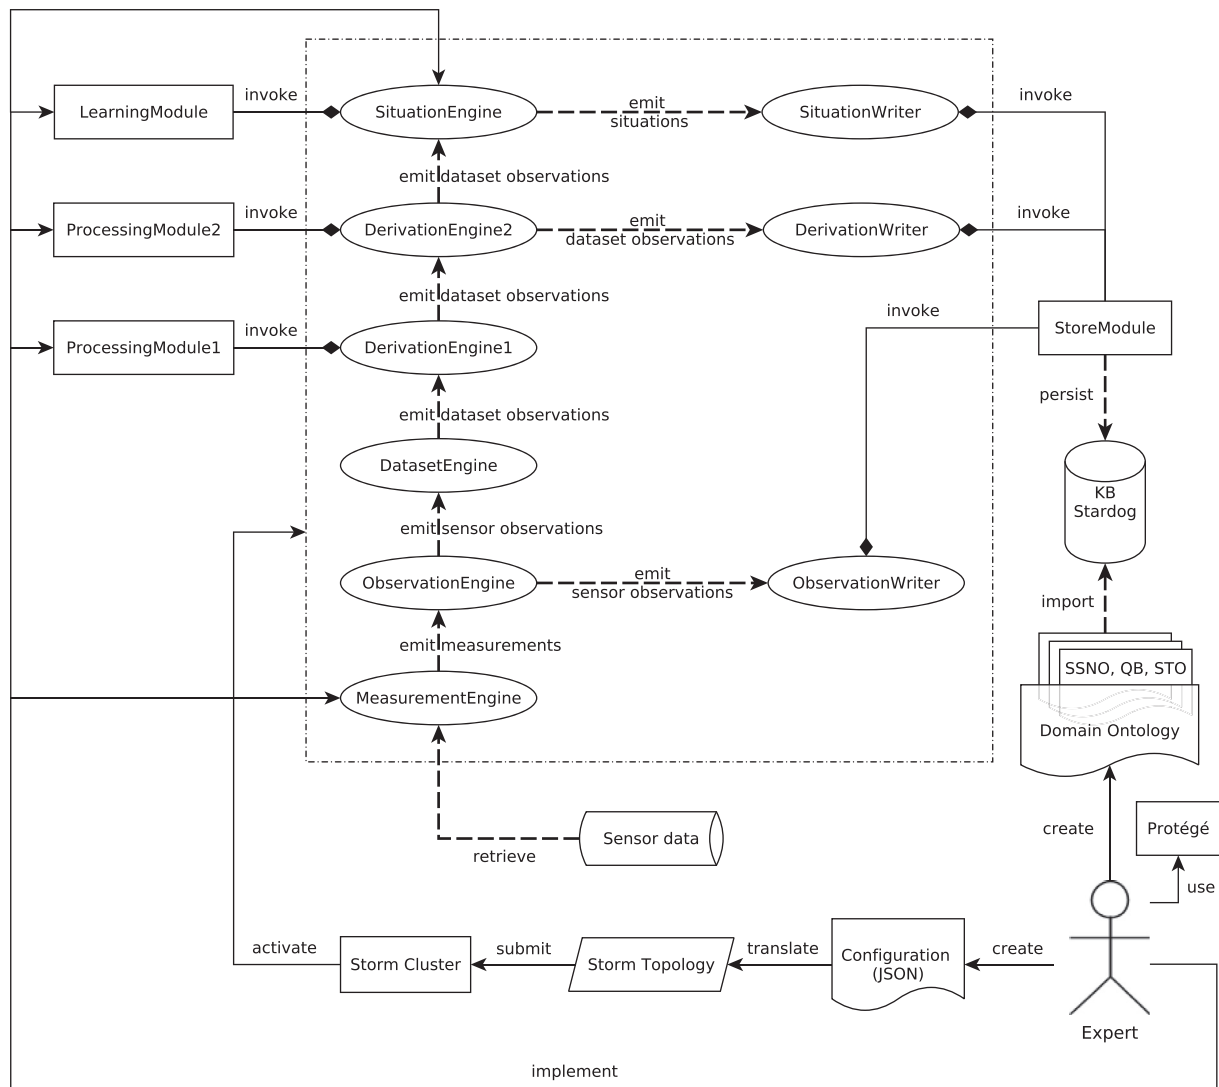 LearningModule
invoke
SituationEngine
emit
situations
SituationWriter
invoke
emit dataset observations
ProcessingModule2
invoke
DerivationEngine2
emit
dataset observations
DerivationWriter
invoke
emit dataset observations
ProcessingModule1
invoke
DerivationEngine1
invoke
StoreModule
persist
emit dataset observations
DatasetEngine
KB
Stardog
emit sensor observations
ObservationEngine
emit
sensor observations
ObservationWriter
import
emit measurements
SSNO, QB, STO
MeasurementEngine
Domain Ontology
Sensor data
retrieve
create
Protégé
use
activate
Storm Cluster
submit
Storm Topology
translate
Configuration
(JSON)
create
Expert
implement